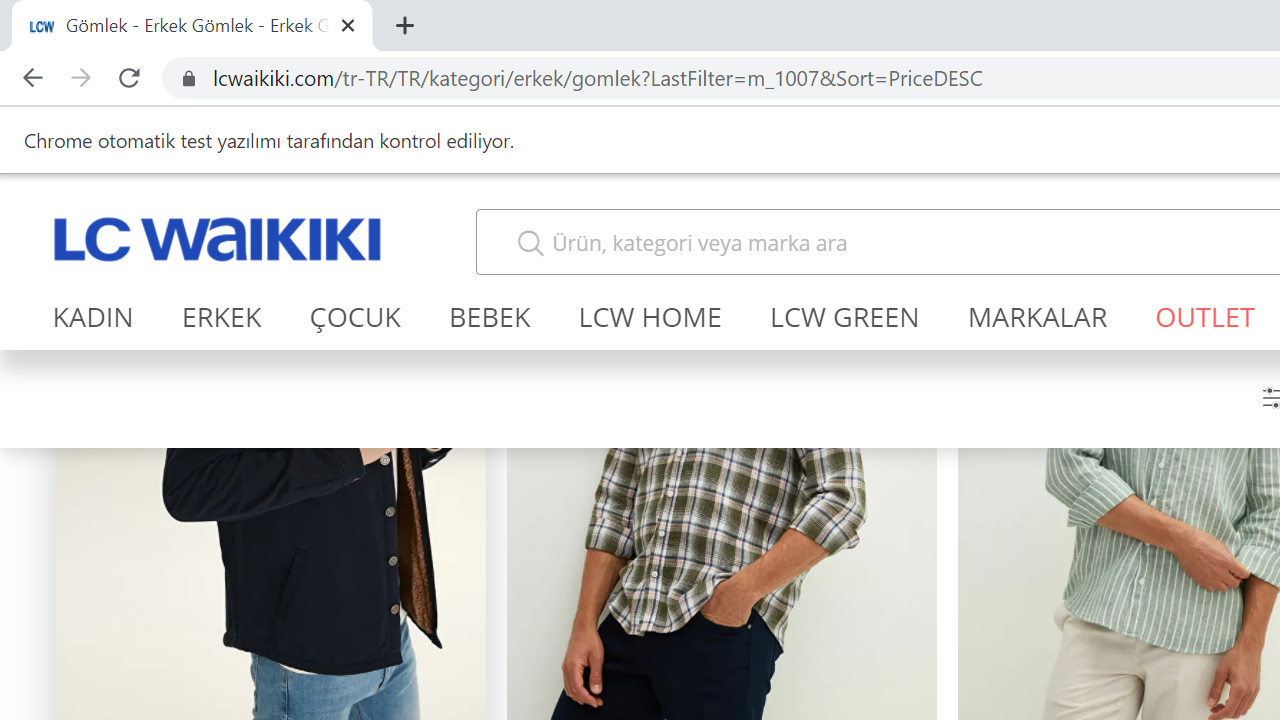 LCW Gömlek - Erkek Gömlek - Erkek G
lcwaikiki.com/tr-TR/TR/kategori/erkek/gomlek?LastFilter=m_1007&Sort=PriceDESC
Chrome otomatik test yazılımı tarafından kontrol ediliyor.
LC WAIKIKI
Ürün, kategori veya marka ara
KADIN ERKEK ÇOCUK BEBEK LCW HOME LCW GREEN MARKALAR OUTLET